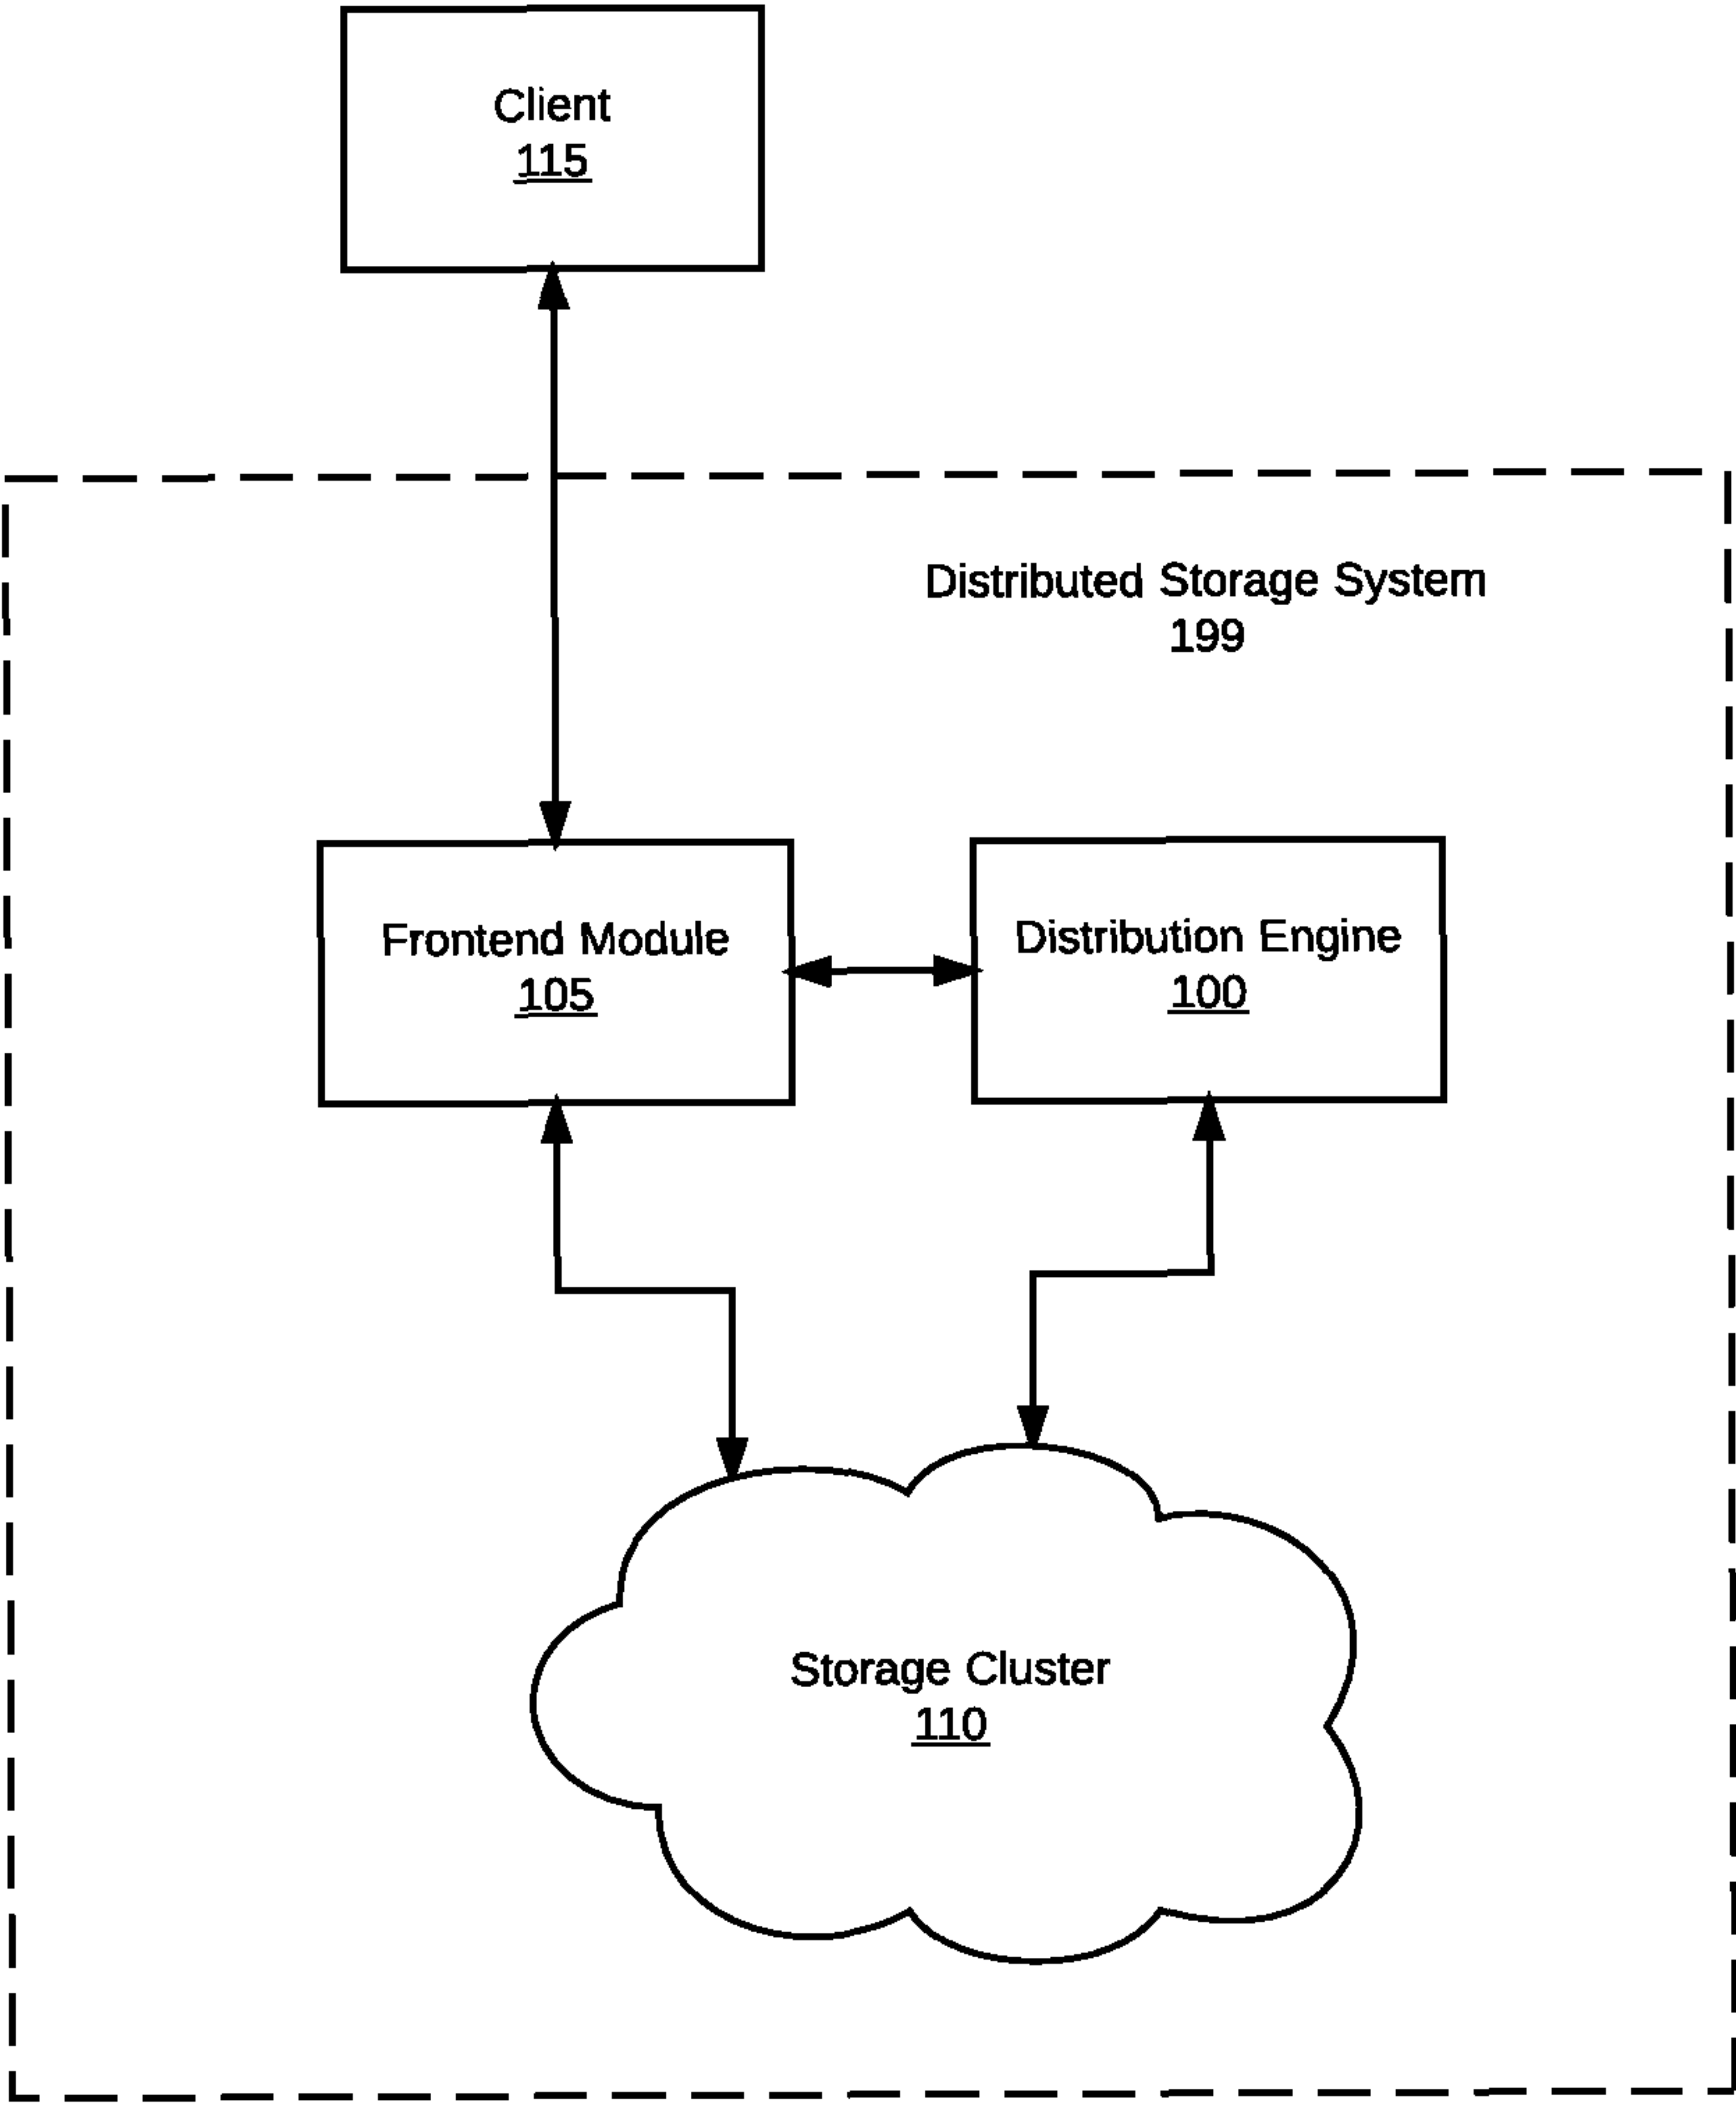 Client
115
Distributed Storage System
199
Frontend Module
105
Distribution Engine
100
Storage Cluster
110